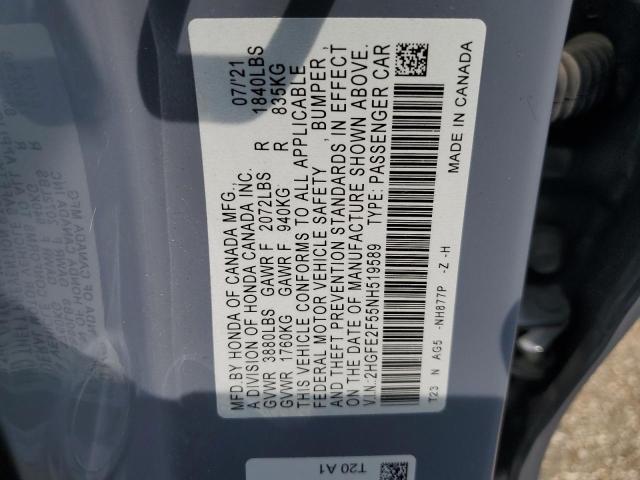 MFD.BY HONDA OF CANADA MFG., 07/'21
A DIVISION OF HONDA CANADA INC.
GVWR 3880LBS GAWR F 2072LBS R 1840LBS
GVWR 1760KG GAWR F 940KG R 835KG
THIS VEHICLE CONFORMS TO ALL APPLICABLE
FEDERAL MOTOR VEHICLE SAFETY , BUMPER ,
AND THEFT PREVENTION STANDARDS IN EFFECT
ON THE DATE OF MANUFACTURE SHOWN ABOVE.
V.I.N.:2HGFE2F55NH519589 TYPE: PASSENGER CAR
T23 N AG5 -NH877P -Z -H MADE IN CANADA
T20 A1